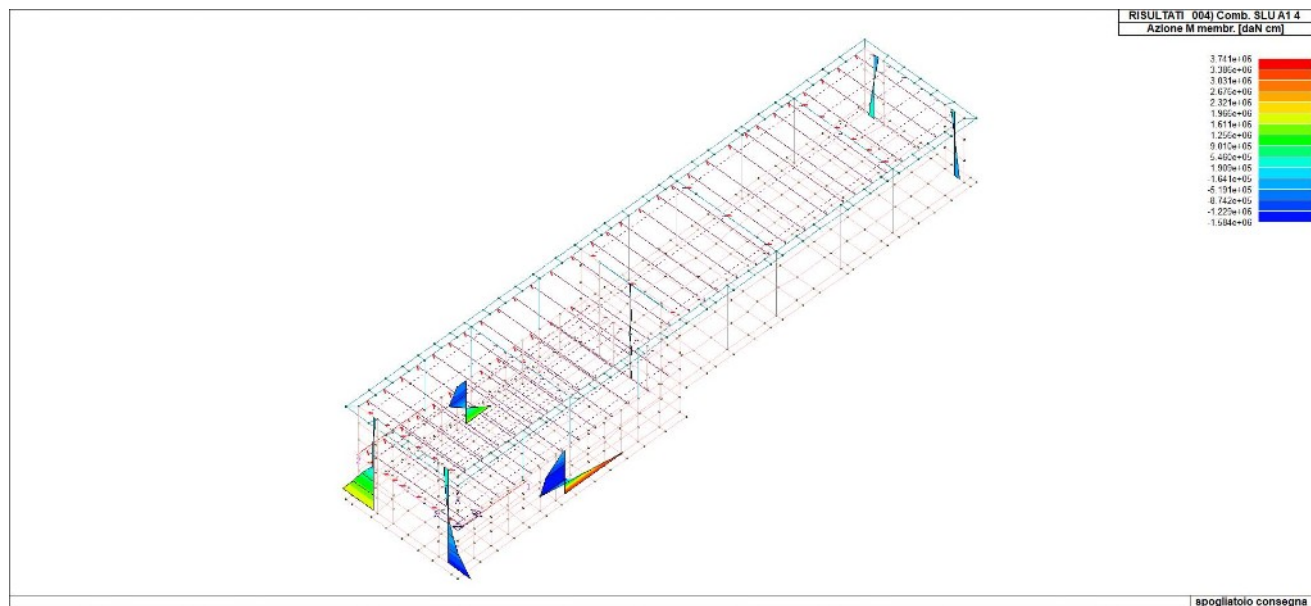 RISULTATI 004) Comb. SLU A1 4
Azione M membr. [daN cm]
3.741e+06
3.386e+06
3.031e+06
2.676e+06
2.321e+06
1.966e+06
1.611e+06
1.256e+06
9.010e+05
5.460e+05
1.909e+05
-1.641e+05
-5.191e+05
-8.742e+05
-1.229e+06
-1.584e+06
spogliatoio consegna